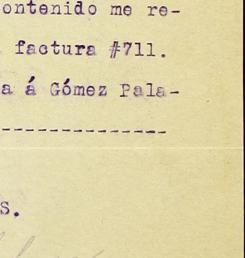 ontenido me re-
factura #711.
a á Gómez Pala-
---------------
s.